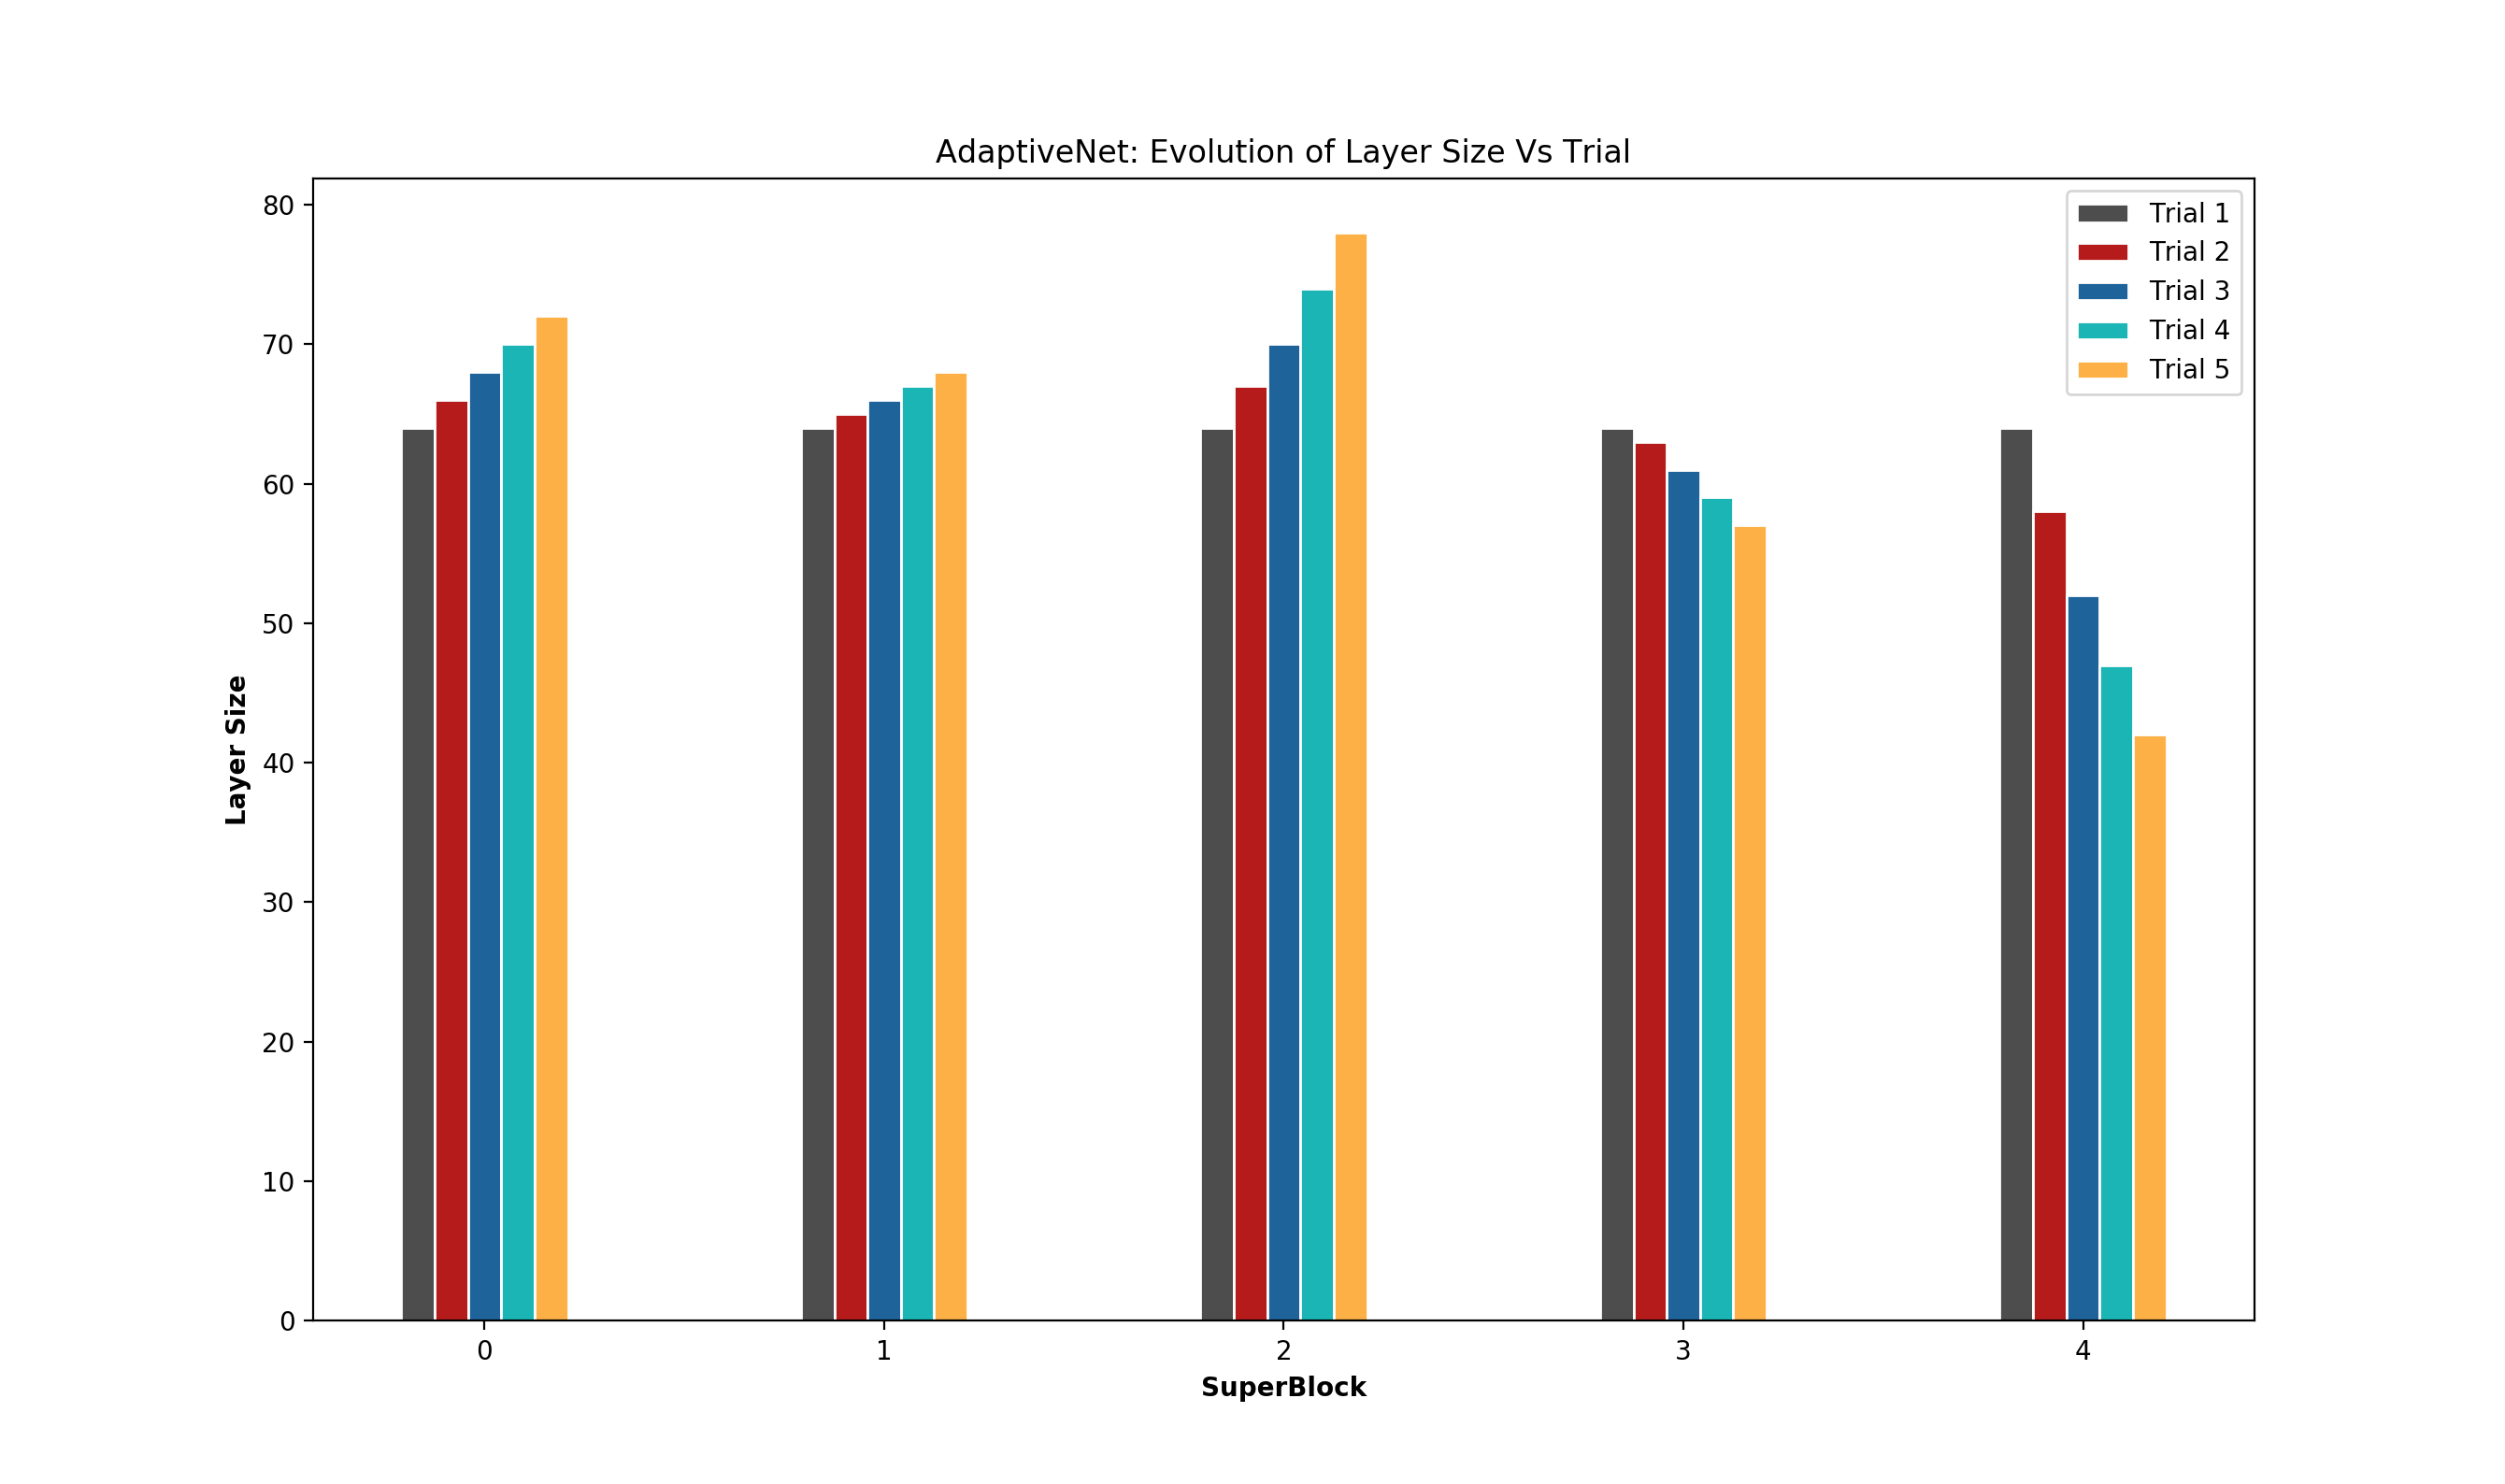 AdaptiveNet: Evolution of Layer Size Vs Trial
80
70
60
50
40
30
20
10
0
Layer Size
Trial 1
Trial 2
Trial 3
Trial 4
Trial 5
0 1 2 3 4
SuperBlock